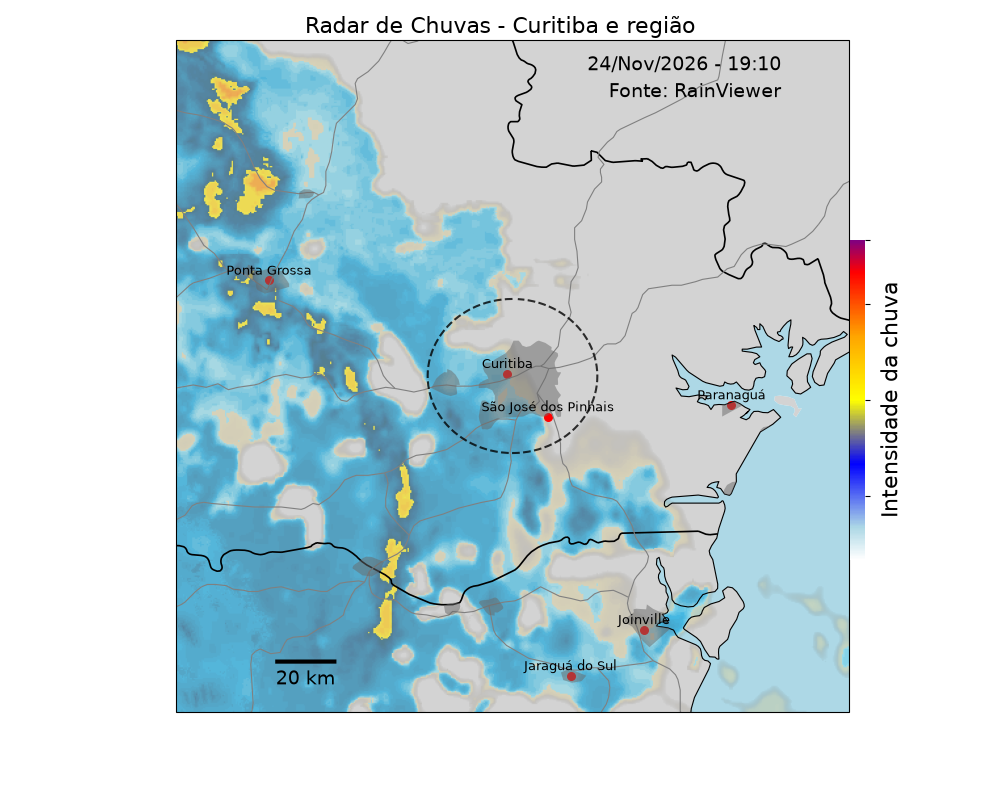 Radar de Chuvas - Curitiba e região
24/Nov/2026 - 19:10
Fonte: RainViewer
Ponta Grossa
Curitiba
São José dos Pinhais
Paranaguá
Joinville
Jaraguá do Sul
20 km
Intensidade da chuva